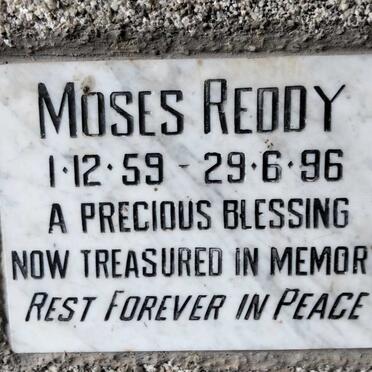 MOSES REDDY
1·12·59 - 29·6·96
A PRECIOUS BLESSING
NOW TREASURED IN MEMOR
REST FOREVER IN PEACE